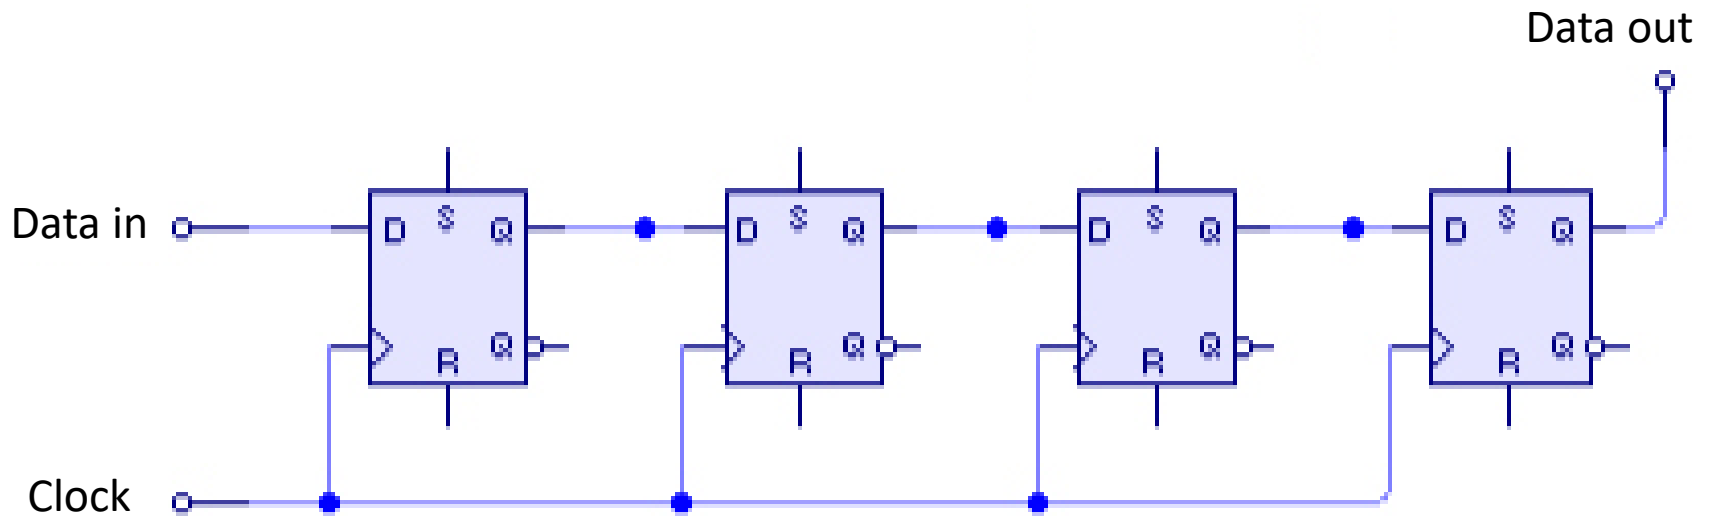 Data out
Data in
D S Q
R Q
D S Q
R Q
D S Q
R Q
D S Q
R Q
Clock